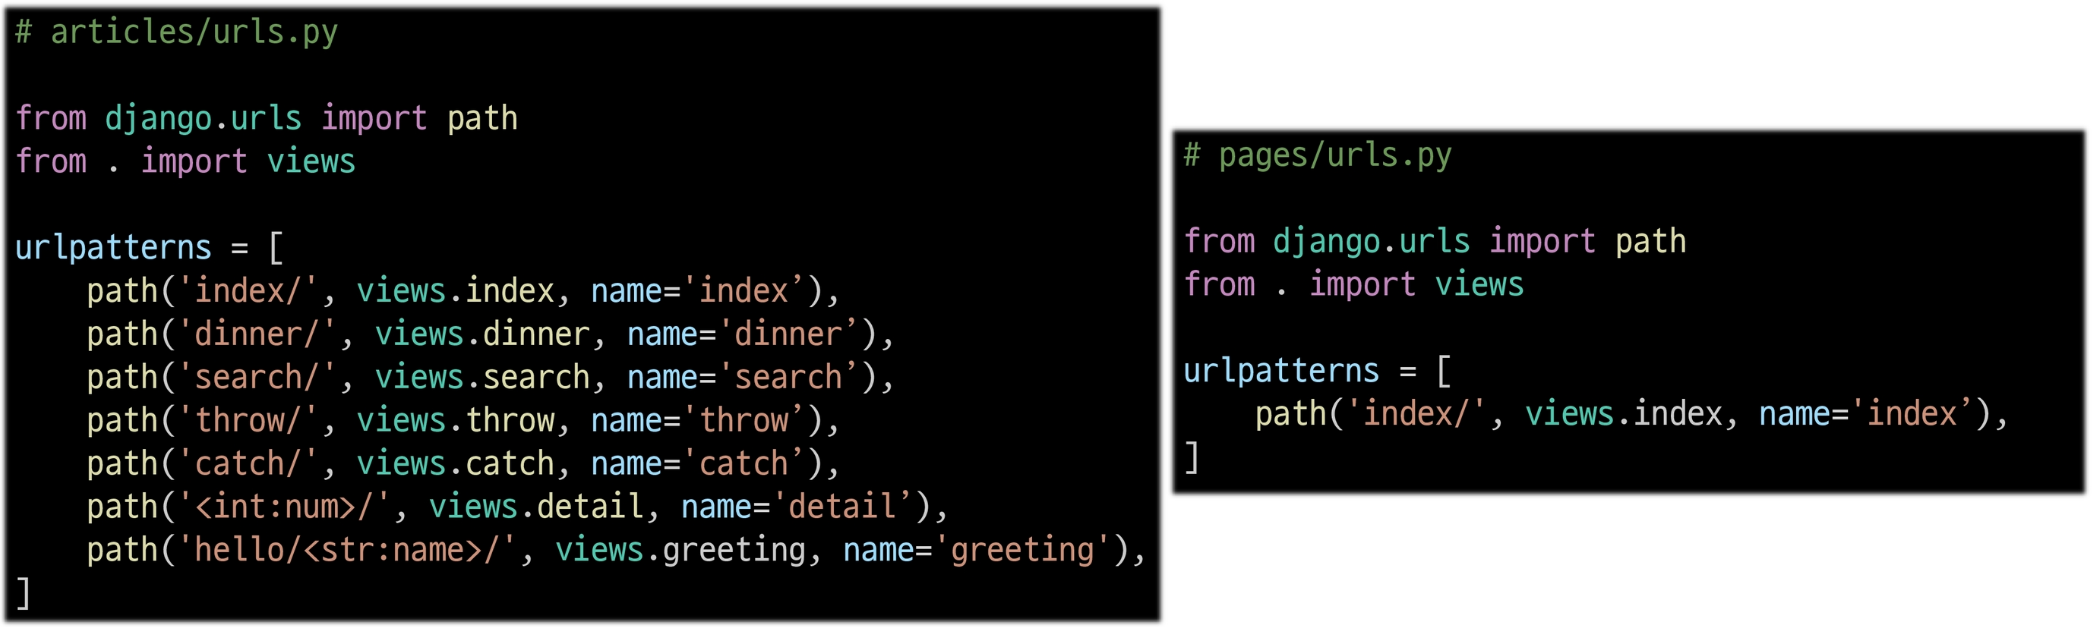 # articles/urls.py

from django.urls import path
from . import views

urlpatterns = [
    path('index/', views.index, name='index’),
    path('dinner/', views.dinner, name='dinner’),
    path('search/', views.search, name='search’),
    path('throw/', views.throw, name='throw’),
    path('catch/', views.catch, name='catch’),
    path('<int:num>/', views.detail, name='detail’),
    path('hello/<str:name>/', views.greeting, name='greeting'),
]

# pages/urls.py

from django.urls import path
from . import views

urlpatterns = [
    path('index/', views.index, name='index’),
]